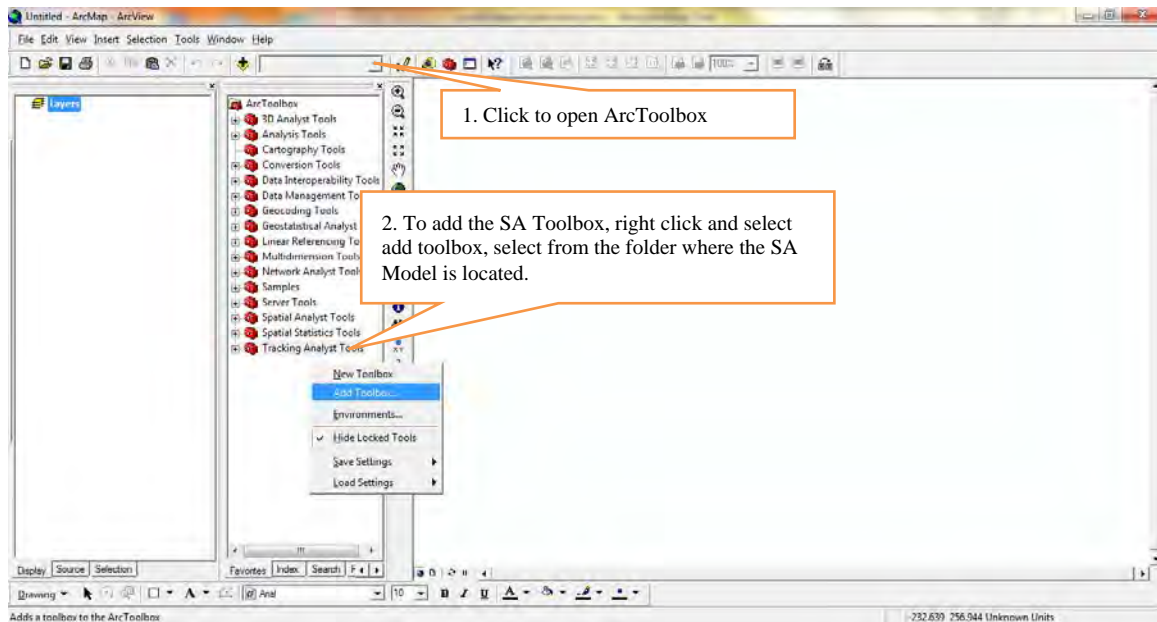 Untitled - ArcMap - ArcView
File Edit View Insert Selection Tools Window Help
100%
Layers
ArcToolbox
3D Analyst Tools
Analysis Tools
Cartography Tools
Conversion Tools
Data Interoperability Tools
Data Management To
Geocoding Tools
Geostatistical Analyst
Linear Referencing To
Multidimension Tools
Network Analyst Tool
Samples
Server Tools
Spatial Analyst Tools
Spatial Statistics Tools
Tracking Analyst Tools
1. Click to open ArcToolbox
2. To add the SA Toolbox, right click and select
add toolbox, select from the folder where the SA
Model is located.
New Toolbox
Add Toolbox...
Environments...
Hide Locked Tools
Save Settings
Load Settings
Display Source Selection
Favorites Index Search F
Drawing A Arial 10 B I U A
Adds a toolbox to the ArcToolbox
-232.639 256.944 Unknown Units